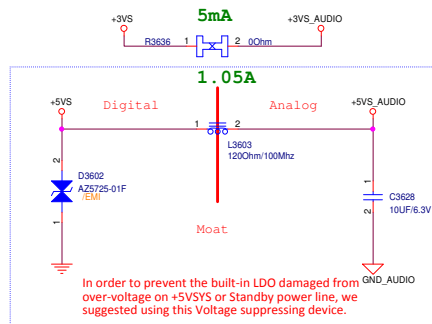 5mA
+3VS
+3VS_AUDIO
R3636 1 2 0Ohm
1.05A
+5VS
Digital
Analog
+5VS_AUDIO
1 2
L3603
120Ohm/100Mhz
2
D3602
AZ5725-01F
/EMI
1
1
C3628
10UF/6.3V
2
Moat
GND_AUDIO
In order to prevent the built-in LDO damaged from
over-voltage on +5VSYS or Standby power line, we
suggested using this Voltage suppressing device.